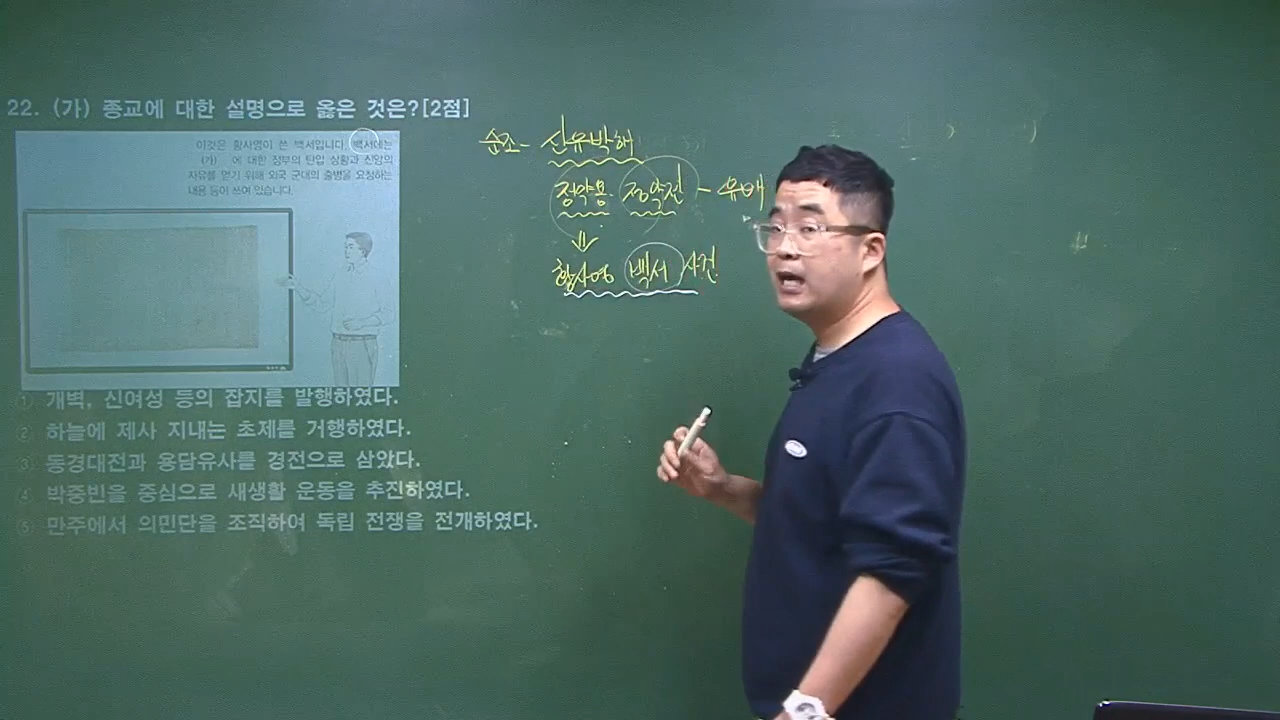 22. (가) 종교에 대한 설명으로 옳은 것은?[2점]
이것은 황사영이 쓴 백서입니다. 백서에는
(가) 에 대한 정부의 탄압 상황과 신앙의
자유를 얻기 위해 외국 군대의 출병을 요청하는
내용 등이 쓰여 있습니다.
① 개벽, 신여성 등의 잡지를 발행하였다.
② 하늘에 제사 지내는 초제를 거행하였다.
③ 동경대전과 용담유사를 경전으로 삼았다.
④ 박중빈을 중심으로 새생활 운동을 추진하였다.
⑤ 만주에서 의민단을 조직하여 독립 전쟁을 전개하였다.
순조- 신유박해
정약용· 정약전 - 유배
⇓
황사영 백서 사건